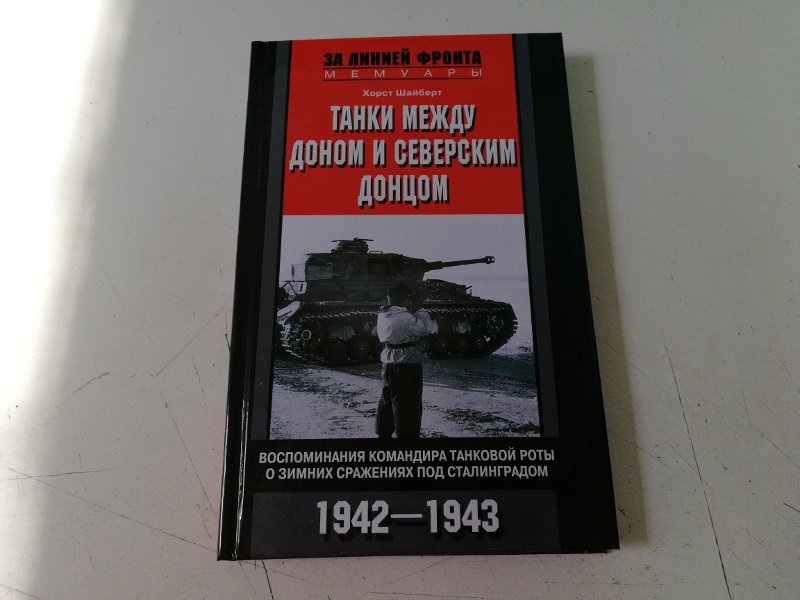 ЗА ЛИНИЕЙ ФРОНТА
МЕМУАРЫ
Хорст Шайберт
ТАНКИ МЕЖДУ
ДОНОМ И СЕВЕРСКИМ
ДОНЦОМ
ВОСПОМИНАНИЯ КОМАНДИРА ТАНКОВОЙ РОТЫ
О ЗИМНИХ СРАЖЕНИЯХ ПОД СТАЛИНГРАДОМ
1942—1943